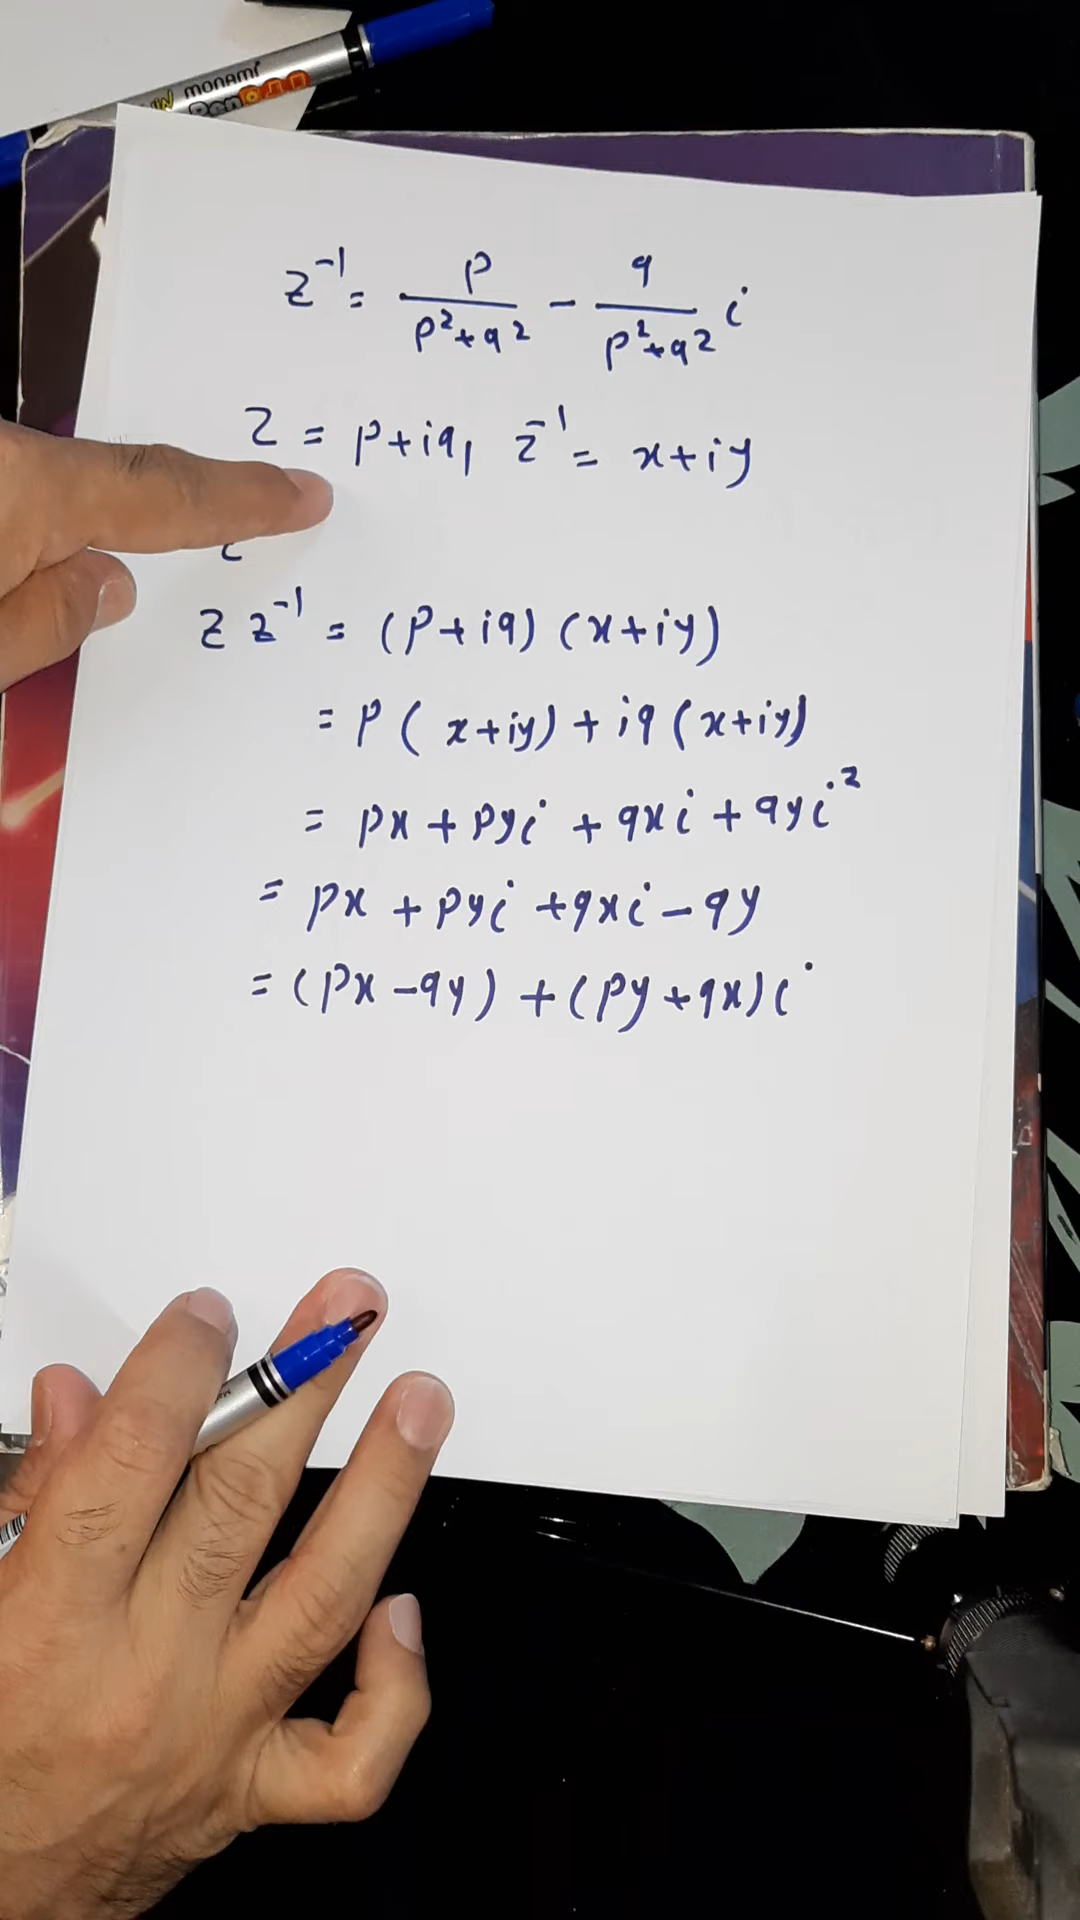 monami
Pen
z⁻¹ = p/(p²+q²) - q/(p²+q²) i
z = p+iq, z⁻¹ = x+iy
z z⁻¹ = (p+iq) (x+iy)
= p( x+iy) + iq (x+iy)
= px + pyi + qxi + qyi²
= px + pyi +qxi - qy
= (px -qy) + (py +qx)i